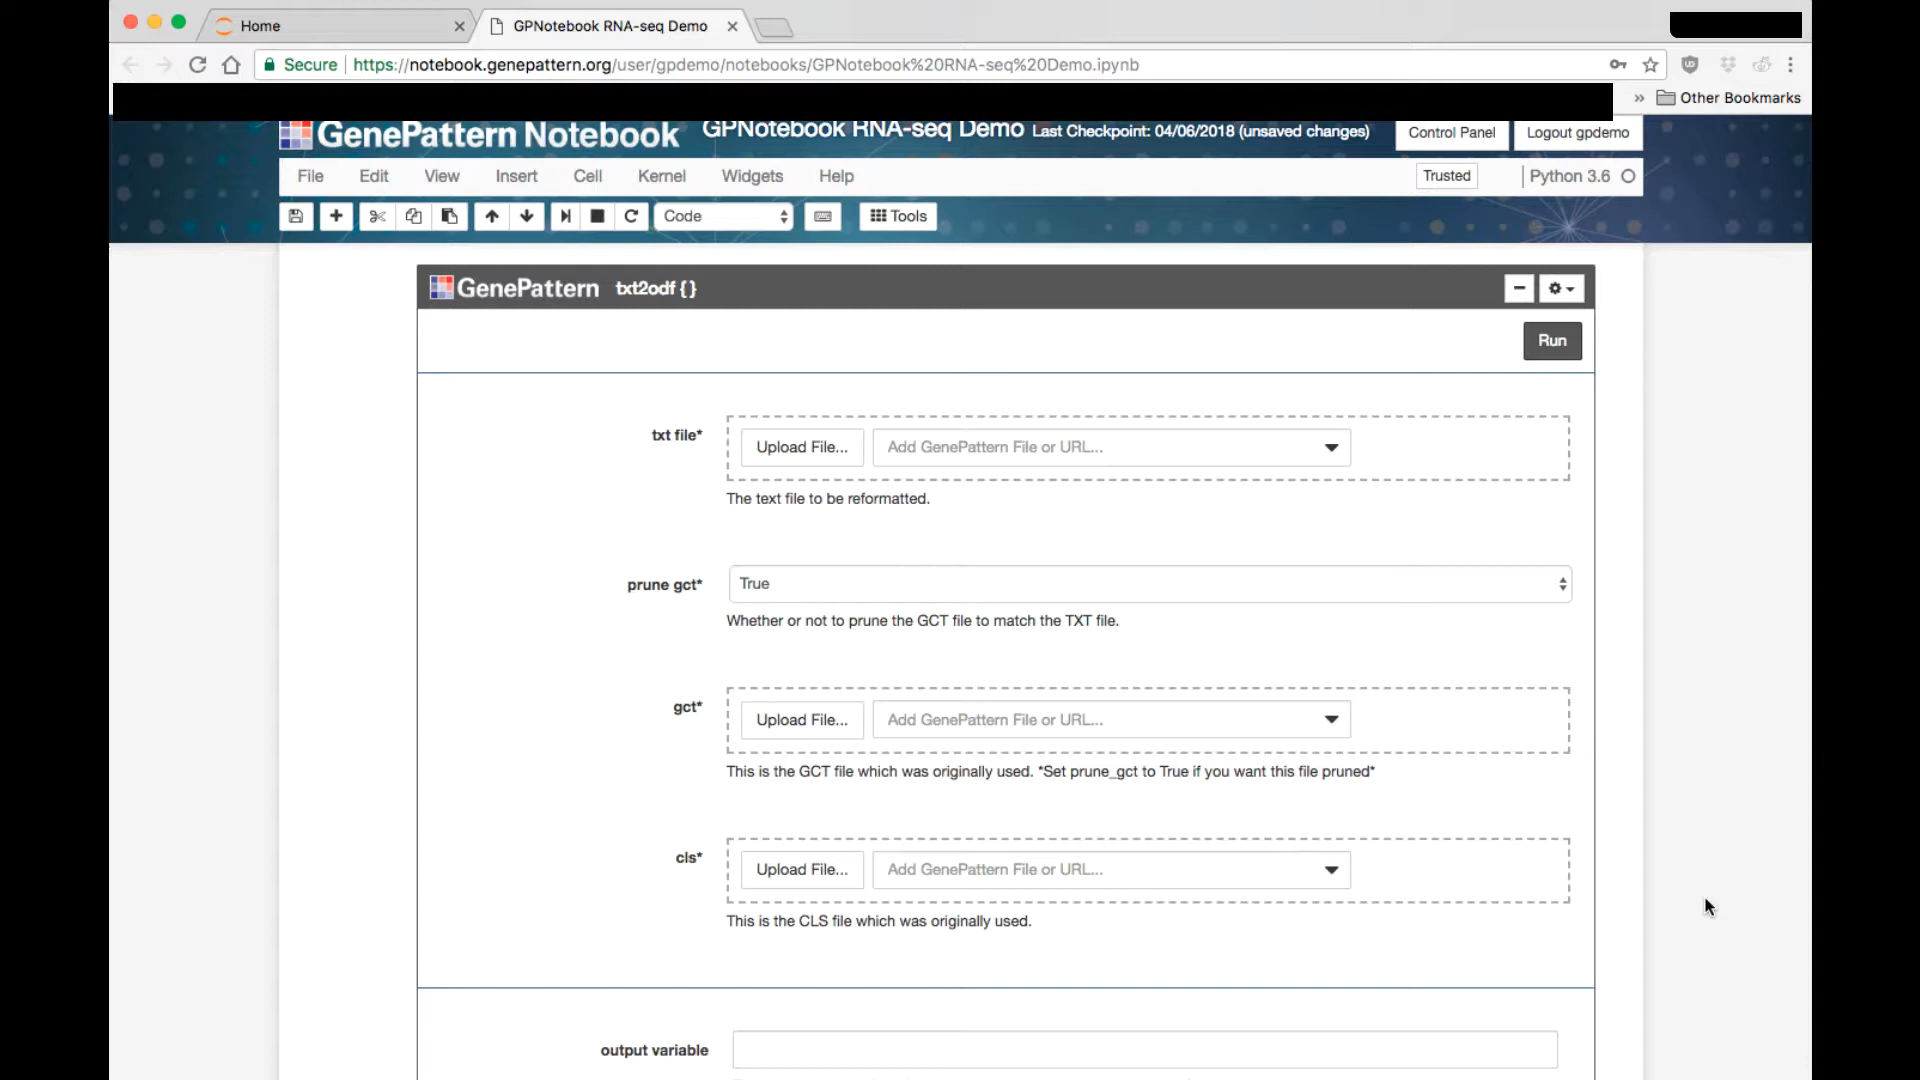 Home
GPNotebook RNA-seq Demo
Secure https://notebook.genepattern.org/user/gpdemo/notebooks/GPNotebook%20RNA-seq%20Demo.ipynb
» Other Bookmarks
GenePattern Notebook GPNotebook RNA-seq Demo Last Checkpoint: 04/06/2018 (unsaved changes) Control Panel Logout gpdemo
File Edit View Insert Cell Kernel Widgets Help Trusted Python 3.6
Code Tools
GenePattern txt2odf { }
Run
txt file* Upload File... Add GenePattern File or URL...
The text file to be reformatted.
prune gct* True
Whether or not to prune the GCT file to match the TXT file.
gct* Upload File... Add GenePattern File or URL...
This is the GCT file which was originally used. *Set prune_gct to True if you want this file pruned*
cls* Upload File... Add GenePattern File or URL...
This is the CLS file which was originally used.
output variable